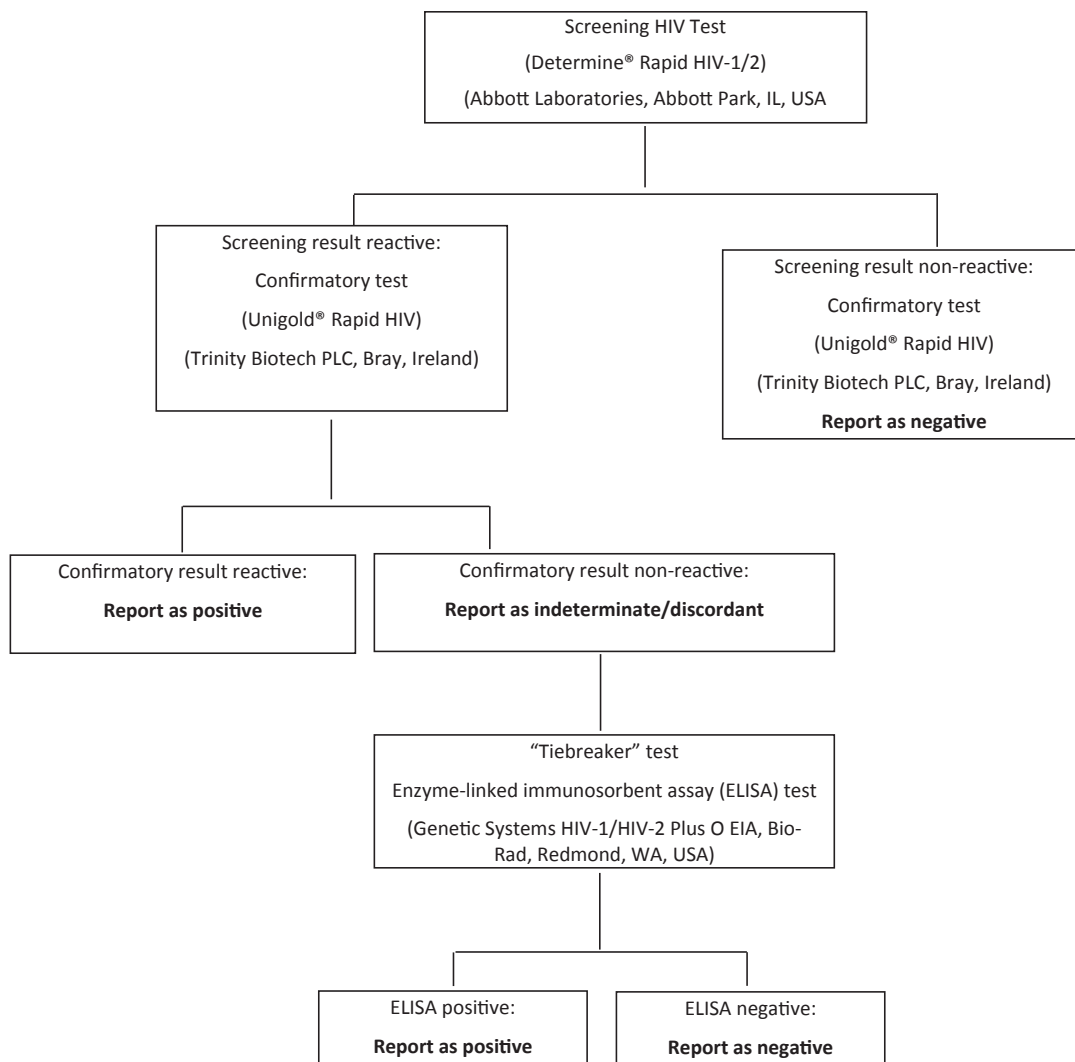 Screening HIV Test
(Determine® Rapid HIV-1/2)
(Abbott Laboratories, Abbott Park, IL, USA
Screening result reactive:
Confirmatory test
(Unigold® Rapid HIV)
(Trinity Biotech PLC, Bray, Ireland)
Screening result non-reactive:
Confirmatory test
(Unigold® Rapid HIV)
(Trinity Biotech PLC, Bray, Ireland)
Report as negative
Confirmatory result reactive:
Report as positive
Confirmatory result non-reactive:
Report as indeterminate/discordant
“Tiebreaker” test
Enzyme-linked immunosorbent assay (ELISA) test
(Genetic Systems HIV-1/HIV-2 Plus O EIA, Bio-
Rad, Redmond, WA, USA)
ELISA positive:
Report as positive
ELISA negative:
Report as negative